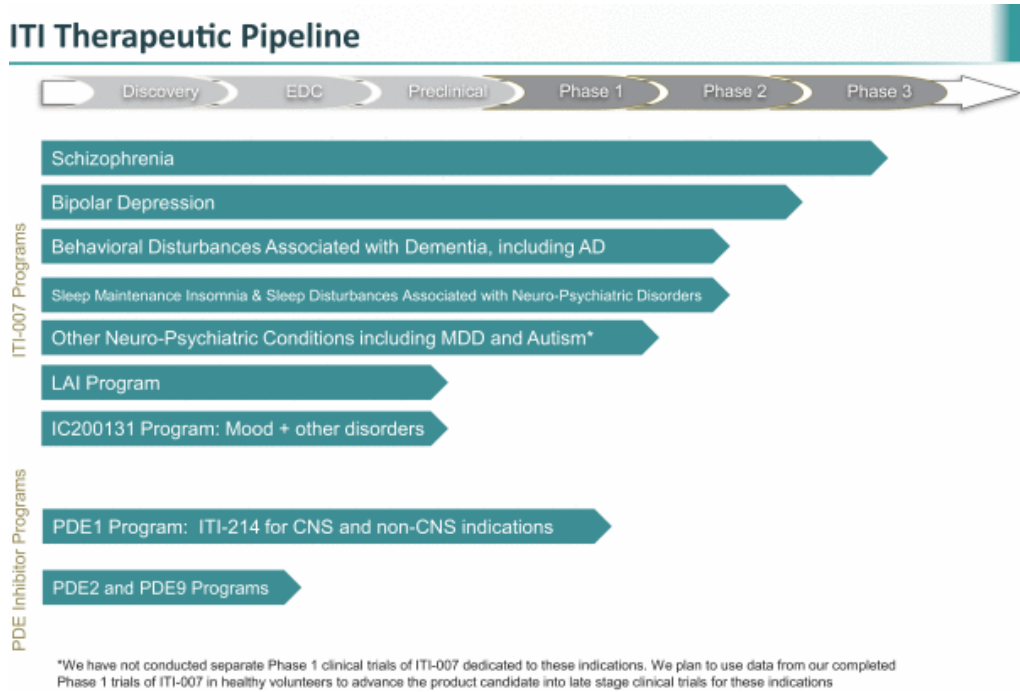 ITI Therapeutic Pipeline
Discovery
EDC
Preclinical
Phase 1
Phase 2
Phase 3
ITI-007 Programs
Schizophrenia
Bipolar Depression
Behavioral Disturbances Associated with Dementia, including AD
Sleep Maintenance Insomnia & Sleep Disturbances Associated with Neuro-Psychiatric Disorders
Other Neuro-Psychiatric Conditions including MDD and Autism*
LAI Program
IC200131 Program: Mood + other disorders
PDE Inhibitor Programs
PDE1 Program: ITI-214 for CNS and non-CNS indications
PDE2 and PDE9 Programs
*We have not conducted separate Phase 1 clinical trials of ITI-007 dedicated to these indications. We plan to use data from our completed
Phase 1 trials of ITI-007 in healthy volunteers to advance the product candidate into late stage clinical trials for these indications